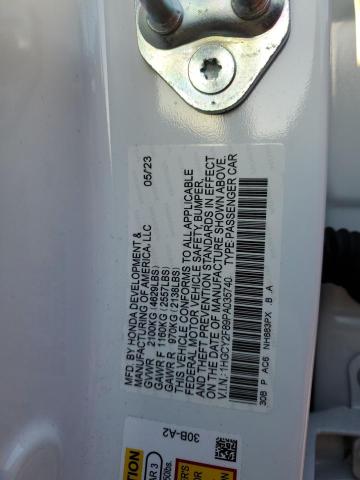 MFD. BY HONDA DEVELOPMENT & 05/23
MANUFACTURING OF AMERICA, LLC
GVWR 2100KG (4629LBS)
GAWR F 1160KG (2557LBS)
GAWR R 970KG (2138LBS)
THIS VEHICLE CONFORMS TO ALL APPLICABLE
FEDERAL MOTOR VEHICLE SAFETY, BUMPER,
AND THEFT PREVENTION STANDARDS IN EFFECT
ON THE DATE OF MANUFACTURE SHOWN ABOVE.
V.I.N.: 1HGCY2F89PA035740 TYPE:PASSENGER CAR
30B P AC6 NH883PX B A
30B-A2